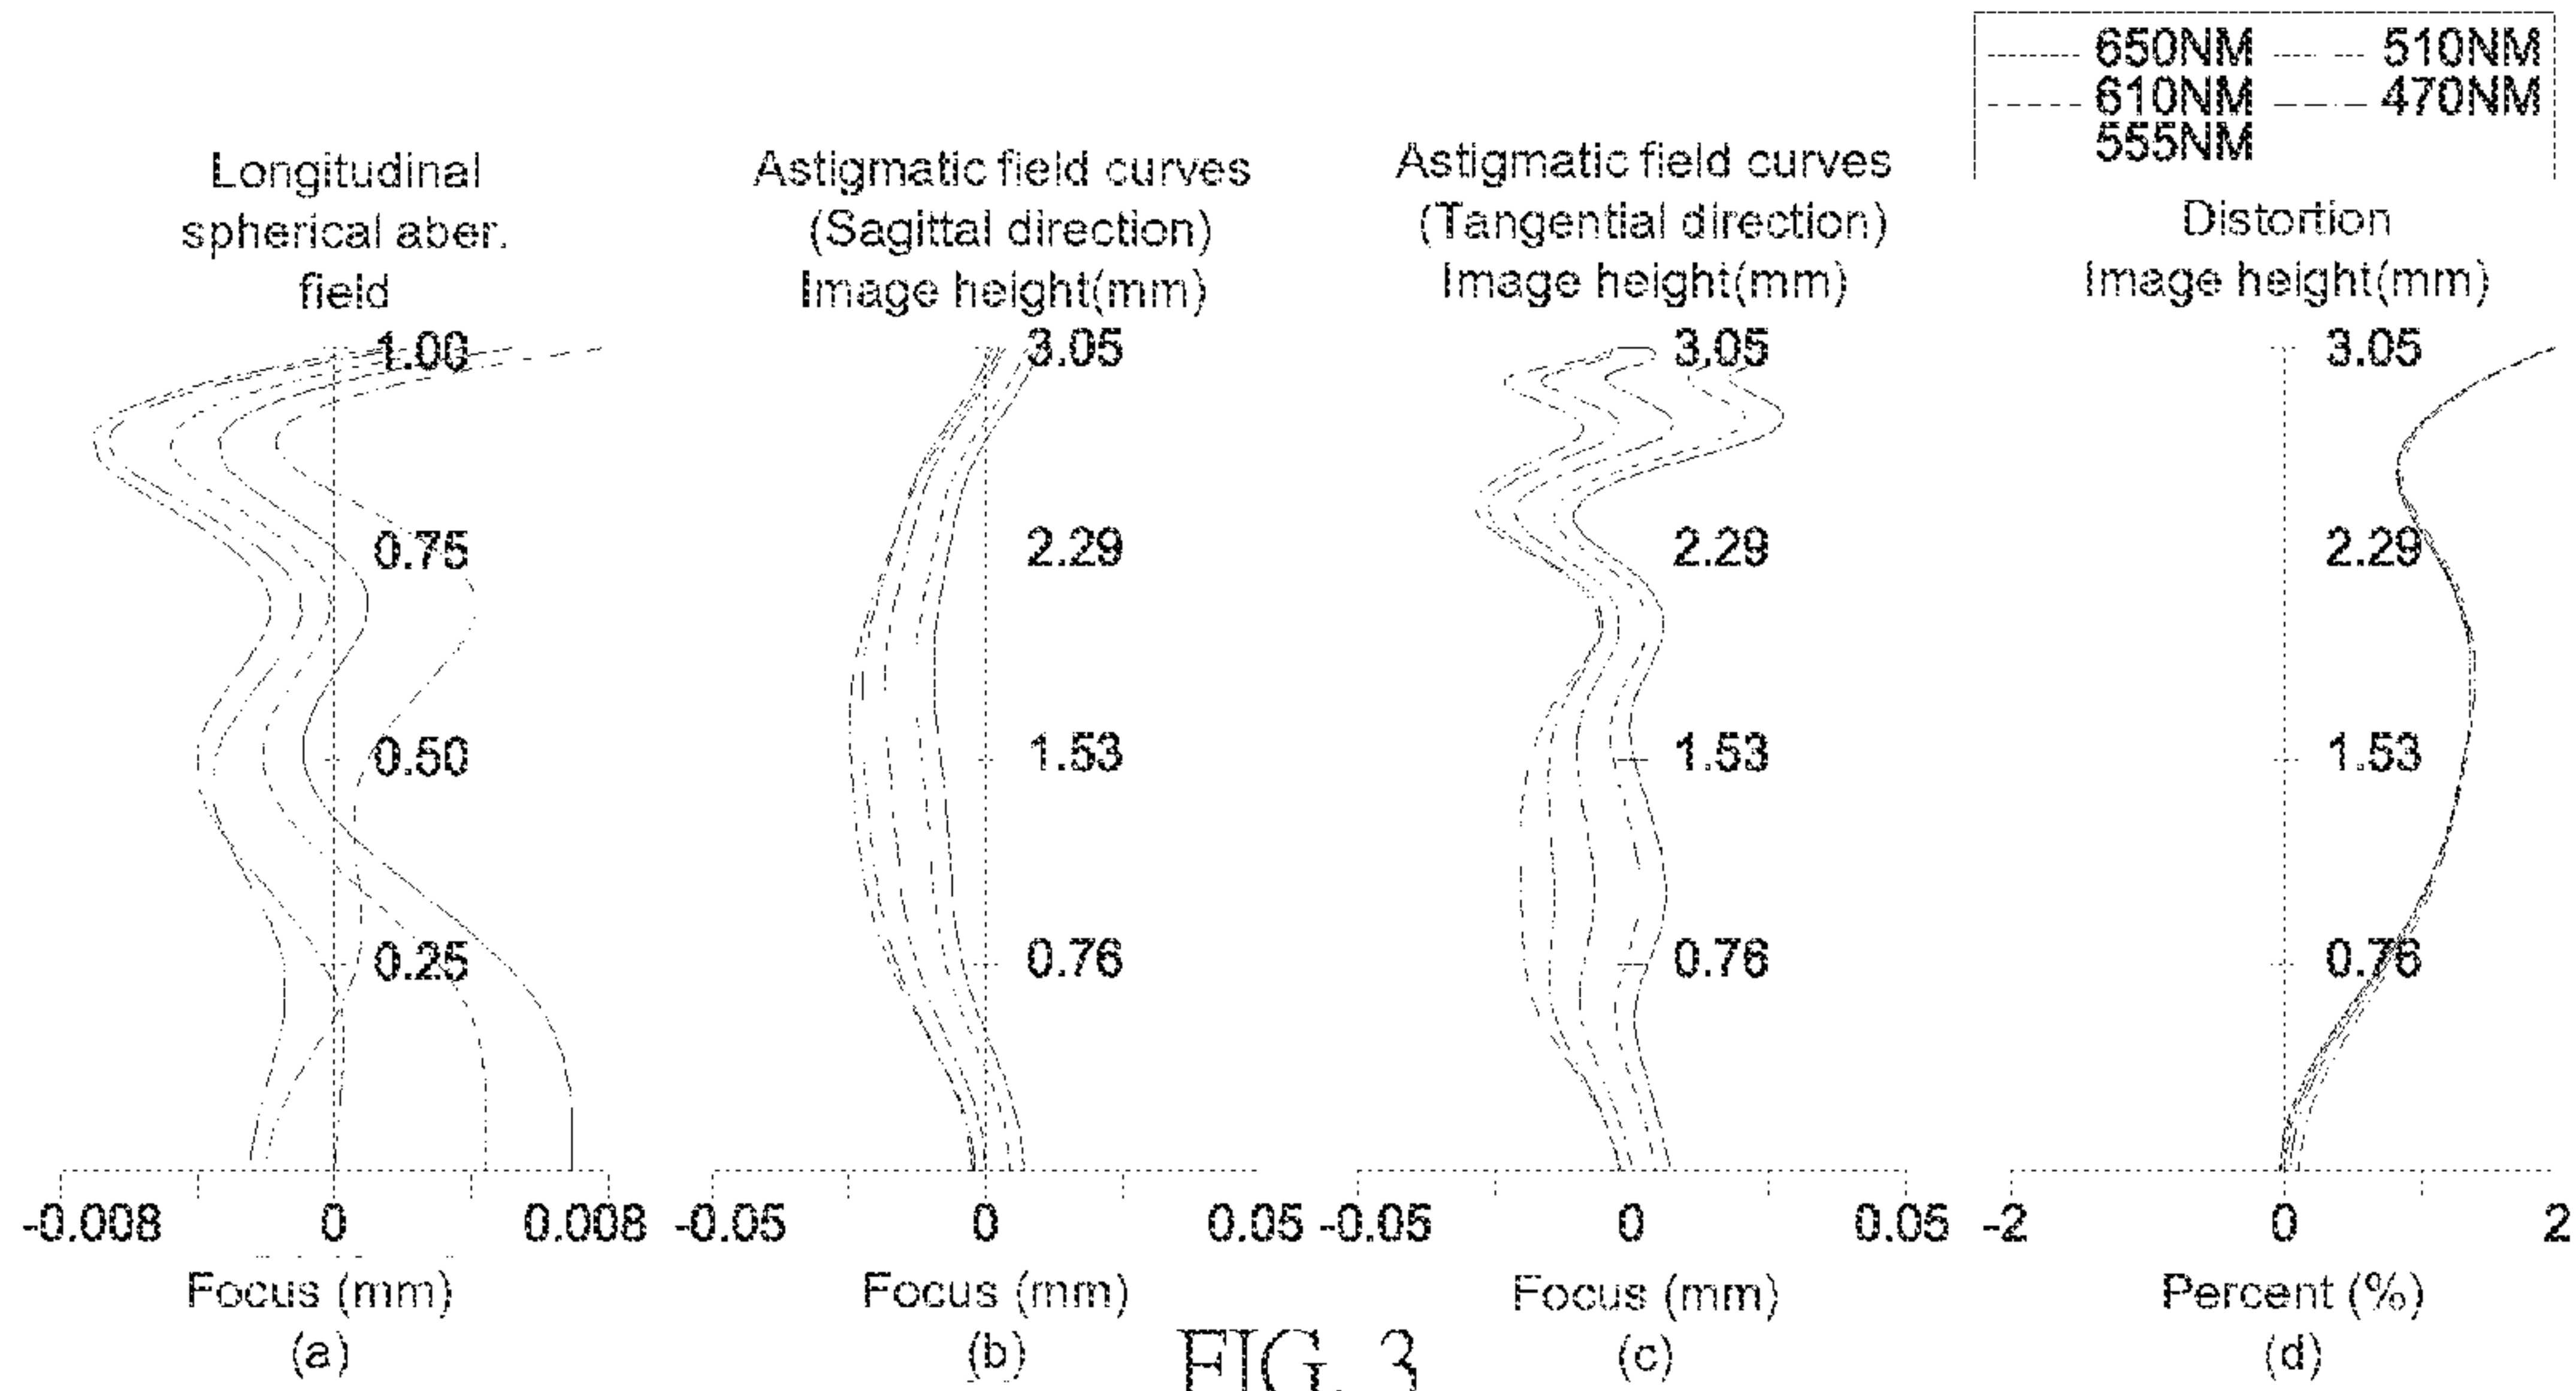 650NM 510NM
610NM 470NM
555NM
Longitudinal
spherical aber.
field
1.00
0.75
0.50
0.25
-0.008 0 0.008
Focus (mm)
(a)
Astigmatic field curves
(Sagittal direction)
Image height(mm)
3.05
2.29
1.53
0.76
-0.05 0 0.05
Focus (mm)
(b)
Astigmatic field curves
(Tangential direction)
Image height(mm)
3.05
2.29
1.53
0.76
-0.05 0 0.05
Focus (mm)
(c)
Distortion
Image height(mm)
3.05
2.29
1.53
0.76
-2 0 2
Percent (%)
(d)
FIG. 3